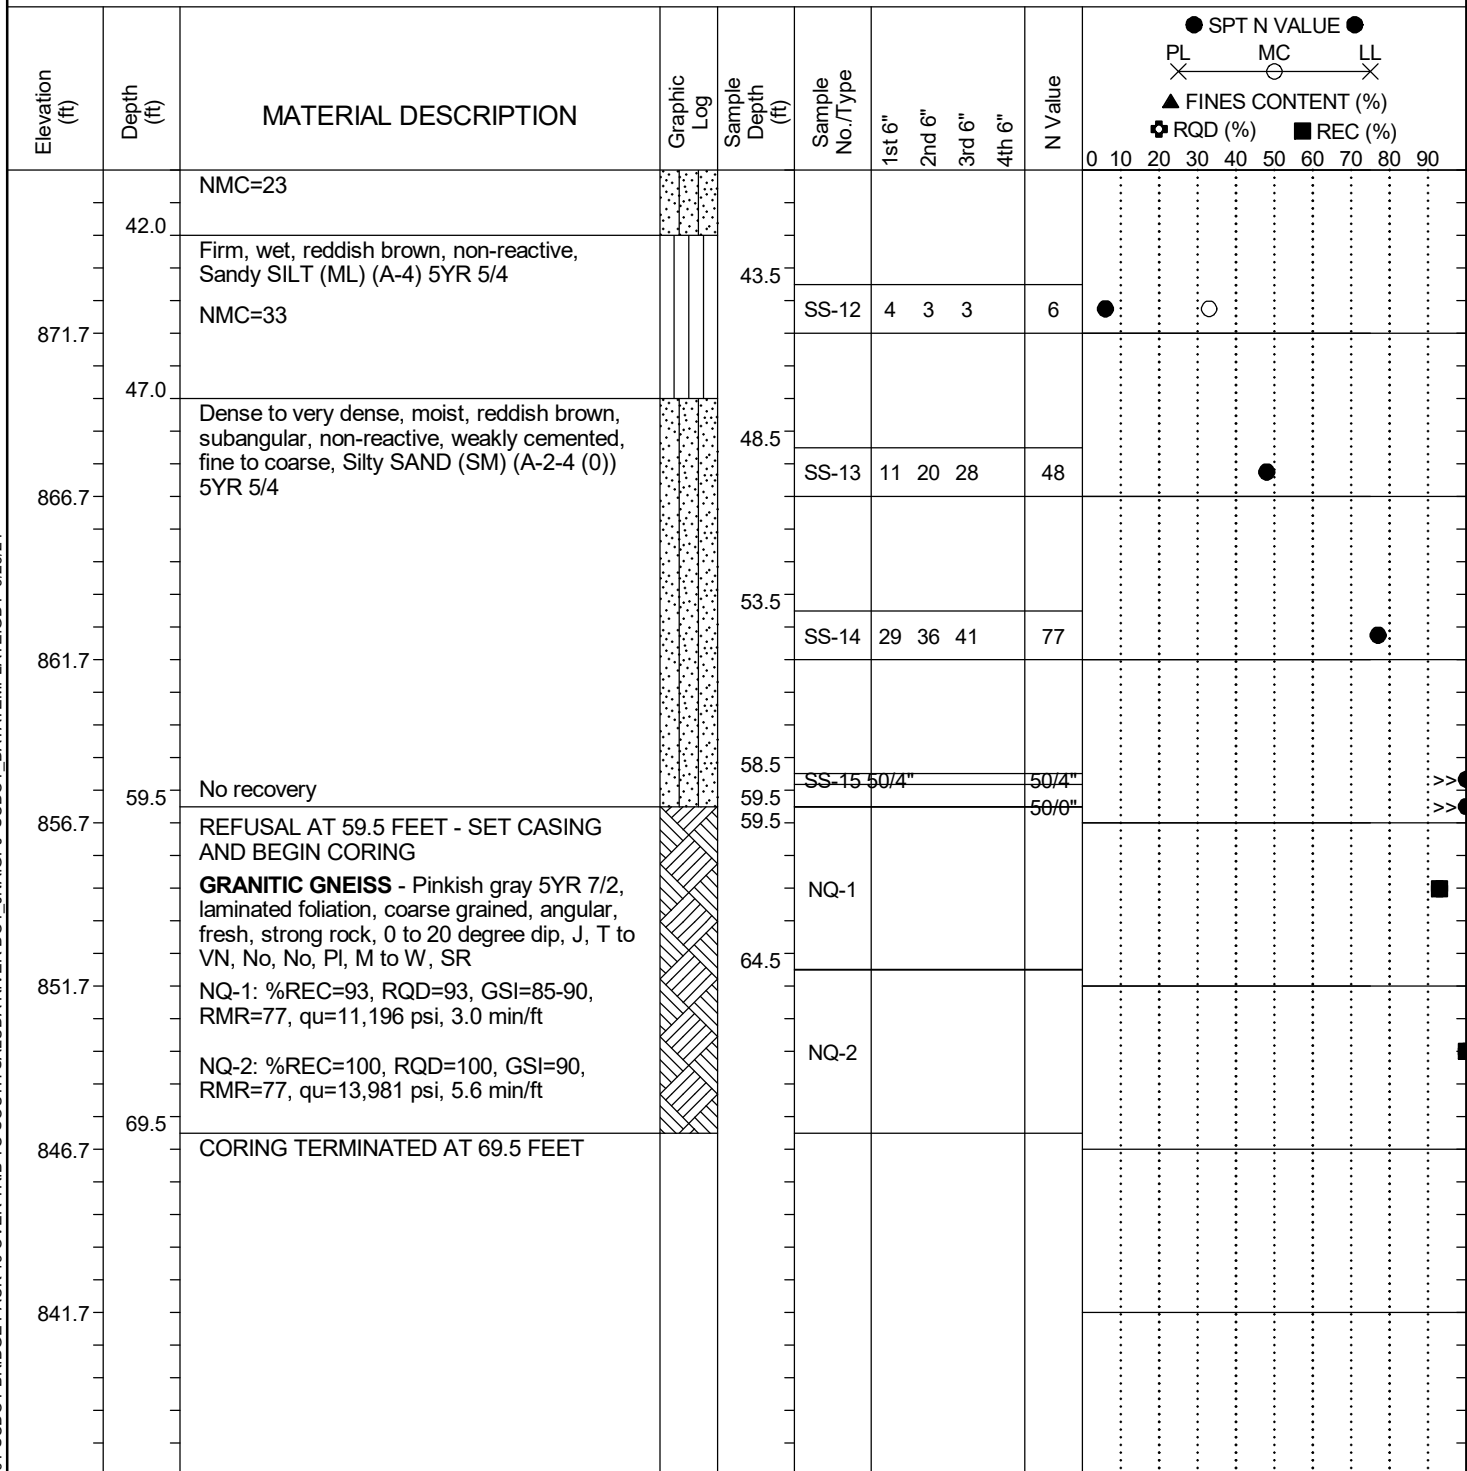 ● SPT N VALUE ●
PL MC LL
▲ FINES CONTENT (%)
RQD (%) ■ REC (%)
Elevation (ft)
Depth (ft)
MATERIAL DESCRIPTION
Graphic Log
Sample Depth (ft)
Sample No./Type
1st 6"
2nd 6"
3rd 6"
4th 6"
N Value
0 10 20 30 40 50 60 70 80 90
NMC=23
42.0
Firm, wet, reddish brown, non-reactive,
Sandy SILT (ML) (A-4) 5YR 5/4
43.5
NMC=33
SS-12 4 3 3 6
871.7
47.0
Dense to very dense, moist, reddish brown,
subangular, non-reactive, weakly cemented,
fine to coarse, Silty SAND (SM) (A-2-4 (0))
5YR 5/4
48.5
SS-13 11 20 28 48
866.7
53.5
SS-14 29 36 41 77
861.7
58.5
SS-15 50/4" 50/4" >>
No recovery
59.5
59.5
50/0" >>
856.7
59.5
REFUSAL AT 59.5 FEET - SET CASING
AND BEGIN CORING
GRANITIC GNEISS - Pinkish gray 5YR 7/2,
laminated foliation, coarse grained, angular,
fresh, strong rock, 0 to 20 degree dip, J, T to
VN, No, No, Pl, M to W, SR
NQ-1
64.5
851.7
NQ-1: %REC=93, RQD=93, GSI=85-90,
RMR=77, qu=11,196 psi, 3.0 min/ft
NQ-2
NQ-2: %REC=100, RQD=100, GSI=90,
RMR=77, qu=13,981 psi, 5.6 min/ft
69.5
846.7
CORING TERMINATED AT 69.5 FEET
841.7